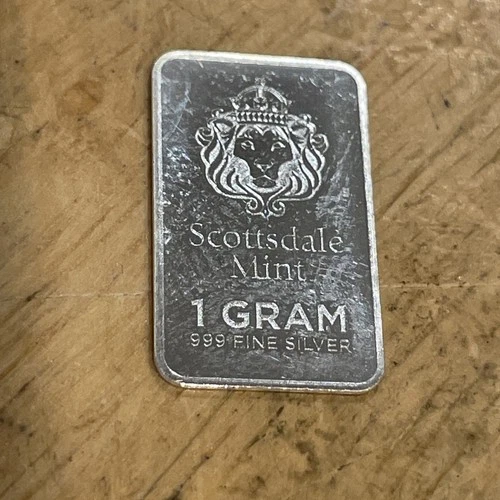 Scottsdale
Mint
1 GRAM
999 FINE SILVER